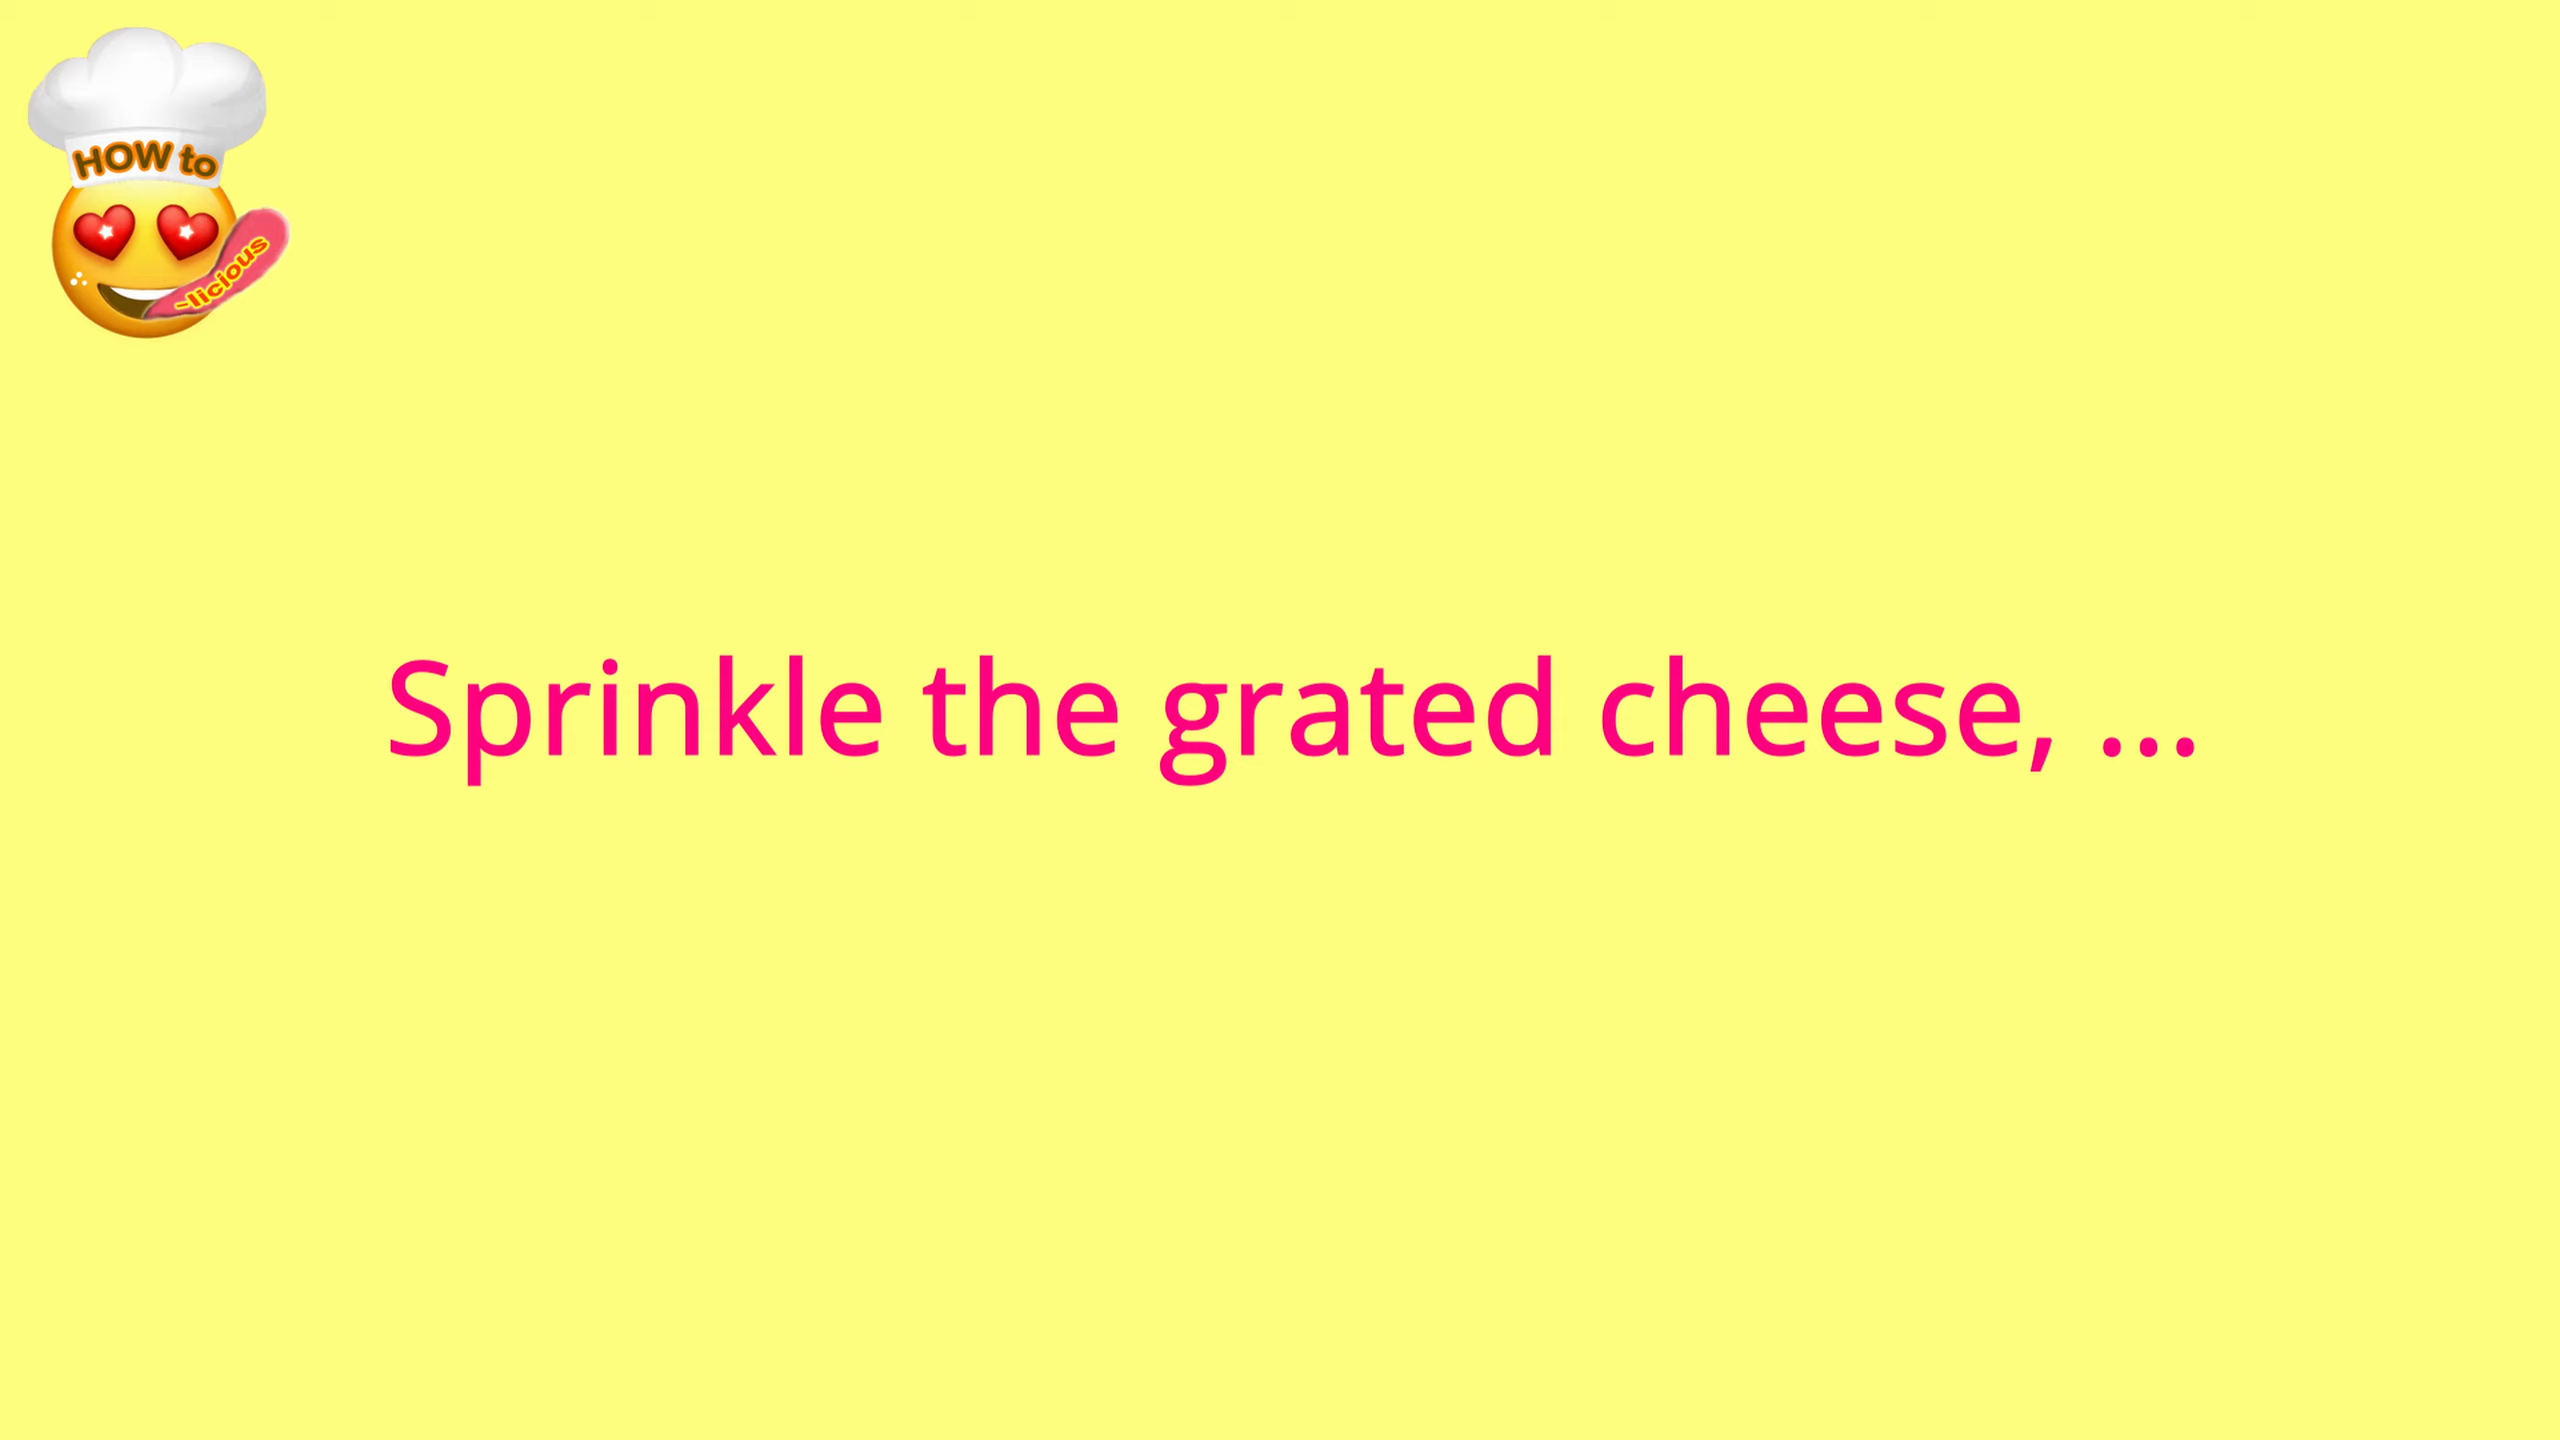 HOW to
~licious
Sprinkle the grated cheese, ...